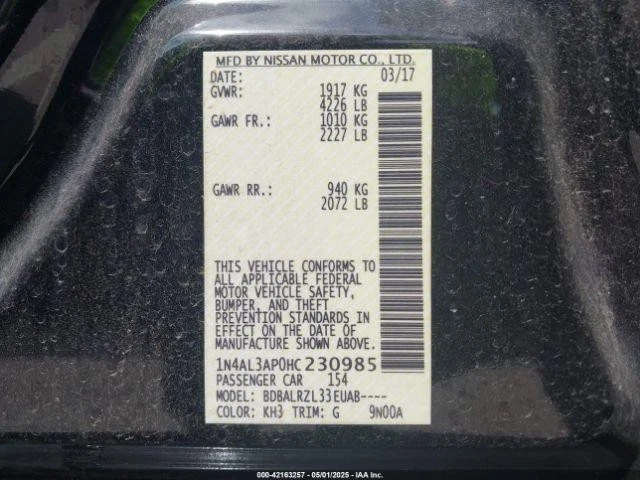 MFD BY NISSAN MOTOR CO., LTD.
DATE: 03/17
GVWR: 1917 KG
4226 LB
GAWR FR.: 1010 KG
2227 LB
GAWR RR.: 940 KG
2072 LB
THIS VEHICLE CONFORMS TO
ALL APPLICABLE FEDERAL
MOTOR VEHICLE SAFETY,
BUMPER, AND THEFT
PREVENTION STANDARDS IN
EFFECT ON THE DATE OF
MANUFACTURE SHOWN ABOVE.
1N4AL3AP0HC230985
PASSENGER CAR 154
MODEL: BDBALRZL33EUAB----
COLOR: KH3 TRIM: G 9N00A
000-42163257 - 05/01/2025 - IAA Inc.